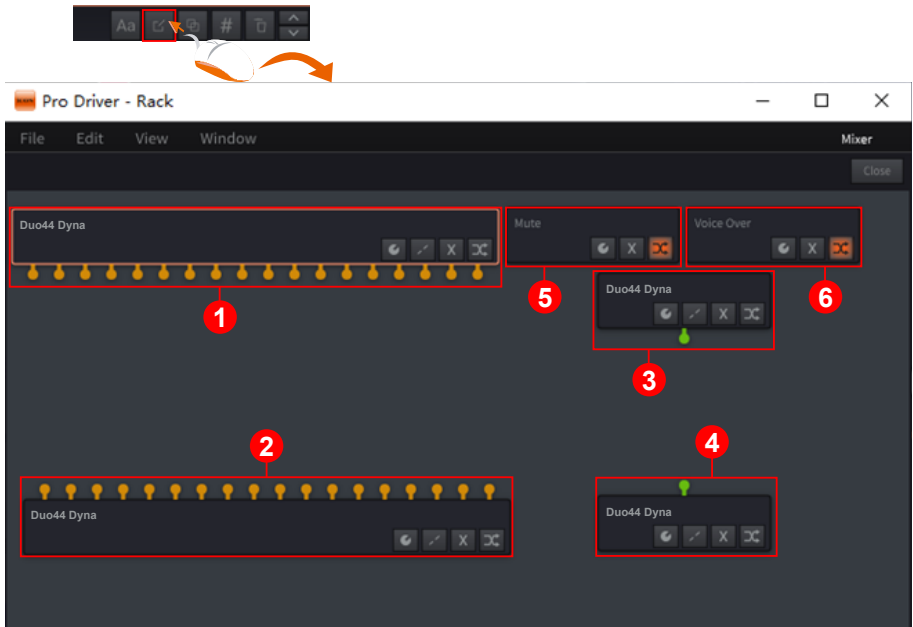 Aa #
Pro Driver - Rack
File Edit View Window Mixer
Close
Duo44 Dyna
X
Mute
X
Voice Over
X
1
5
6
Duo44 Dyna
X
3
2
4
Duo44 Dyna
X
Duo44 Dyna
X